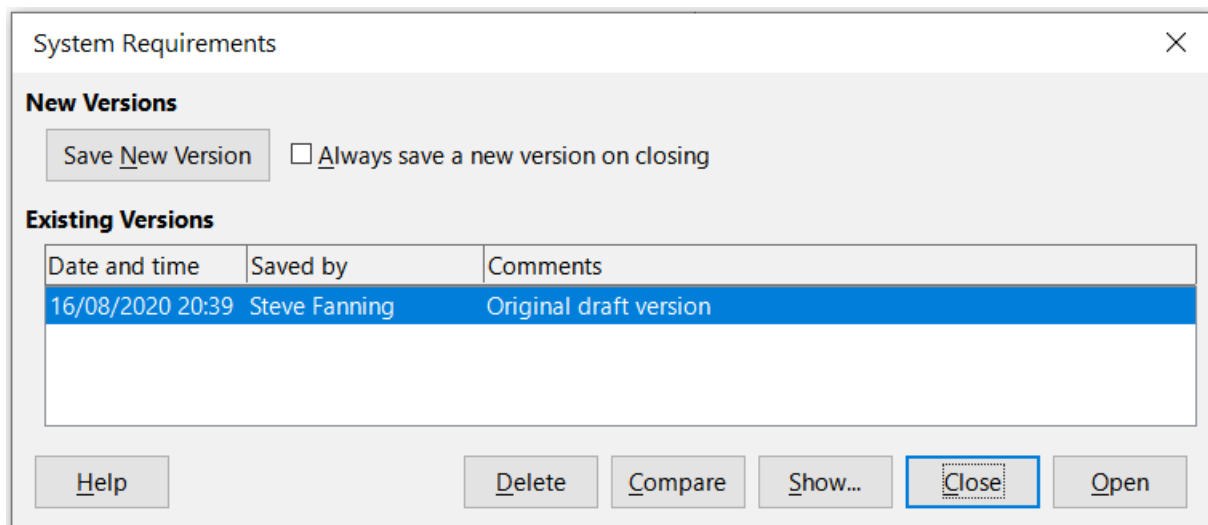 System Requirements
New Versions
Save New Version Always save a new version on closing
Existing Versions
Date and time Saved by Comments
16/08/2020 20:39 Steve Fanning Original draft version
Help Delete Compare Show... Close Open